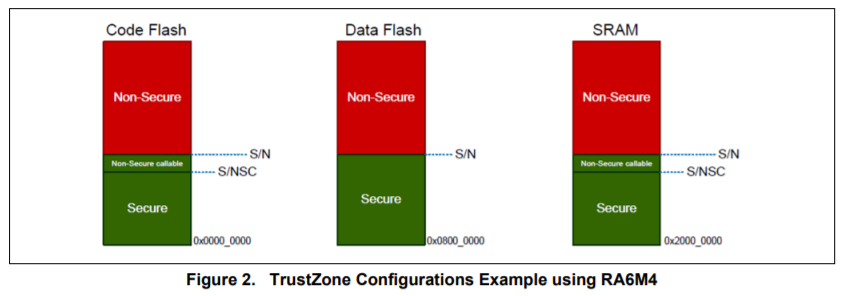 Code Flash
Data Flash
SRAM
Non-Secure
Non-Secure
Non-Secure
S/N
S/N
S/N
Non-Secure callable
Non-Secure callable
S/NSC
S/NSC
Secure
Secure
Secure
0x0000_0000
0x0800_0000
0x2000_0000
Figure 2. TrustZone Configurations Example using RA6M4